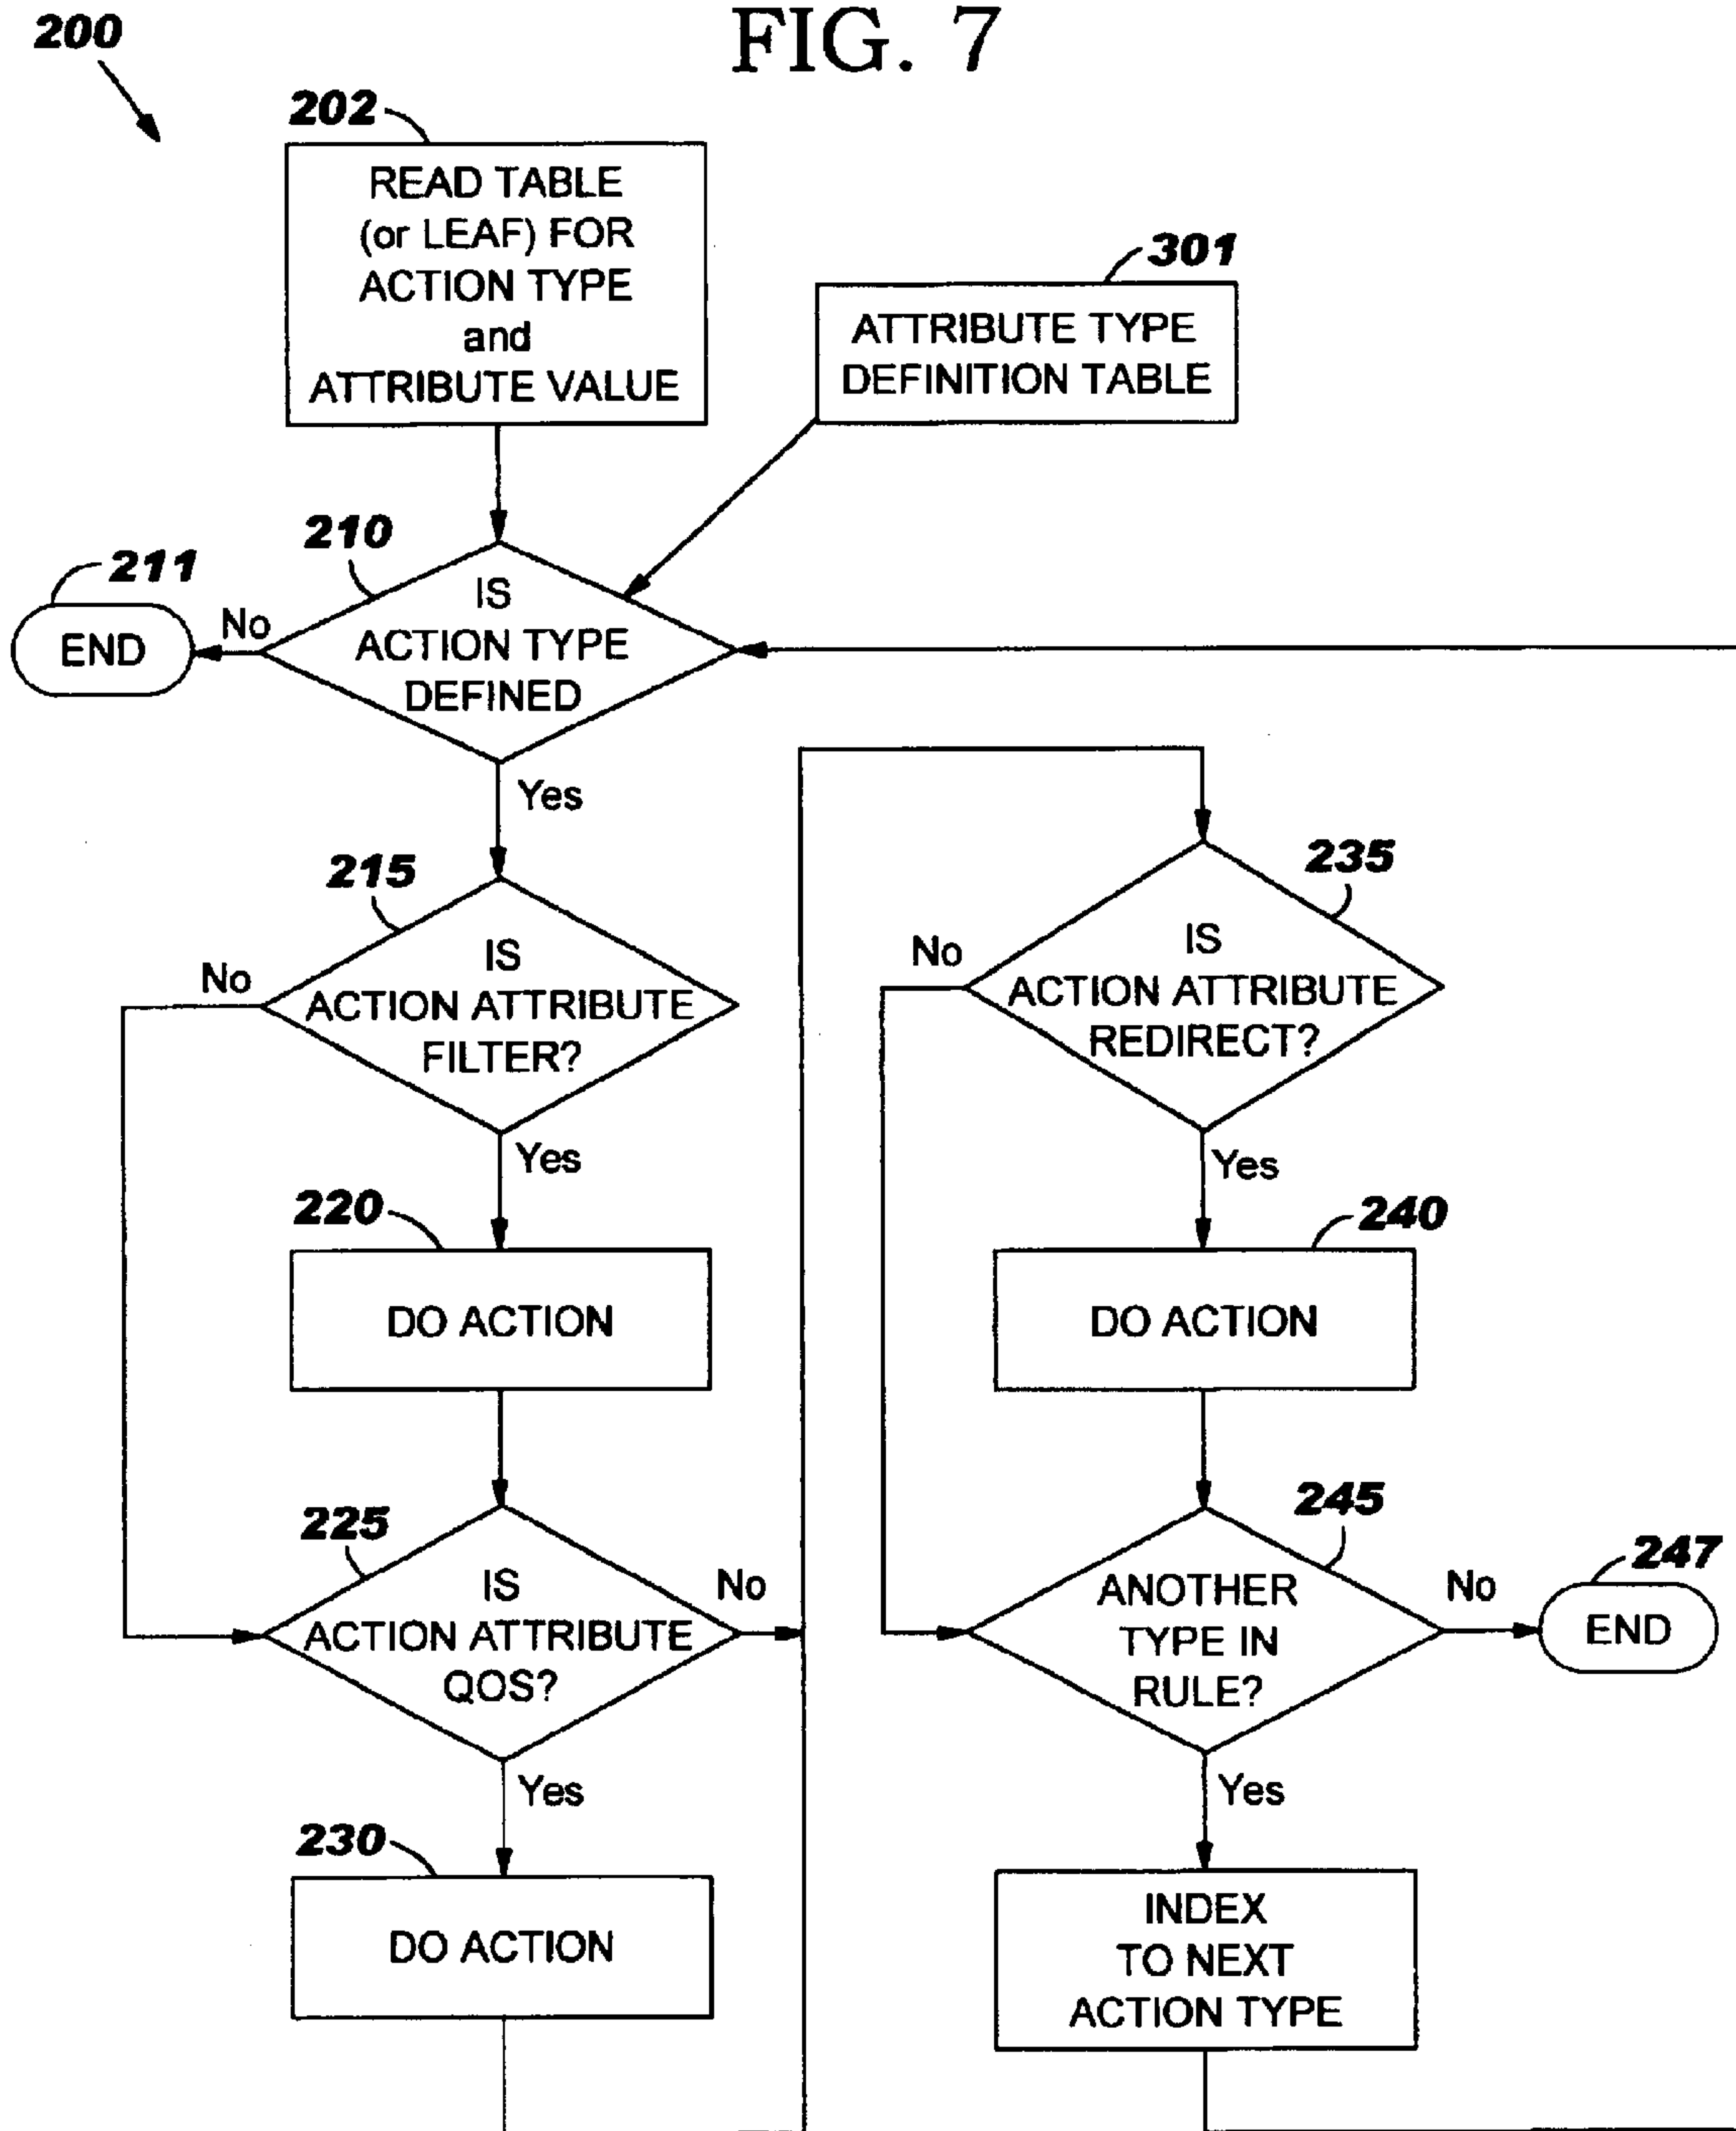 FIG. 7
200
202
READ TABLE
(or LEAF) FOR
ACTION TYPE
and
ATTRIBUTE VALUE
301
ATTRIBUTE TYPE
DEFINITION TABLE
210
IS
ACTION TYPE
DEFINED
211
END
No
Yes
215
IS
ACTION ATTRIBUTE
FILTER?
No
Yes
220
DO ACTION
225
IS
ACTION ATTRIBUTE
QOS?
No
Yes
230
DO ACTION
235
IS
ACTION ATTRIBUTE
REDIRECT?
No
Yes
240
DO ACTION
245
ANOTHER
TYPE IN
RULE?
No
247
END
Yes
INDEX
TO NEXT
ACTION TYPE